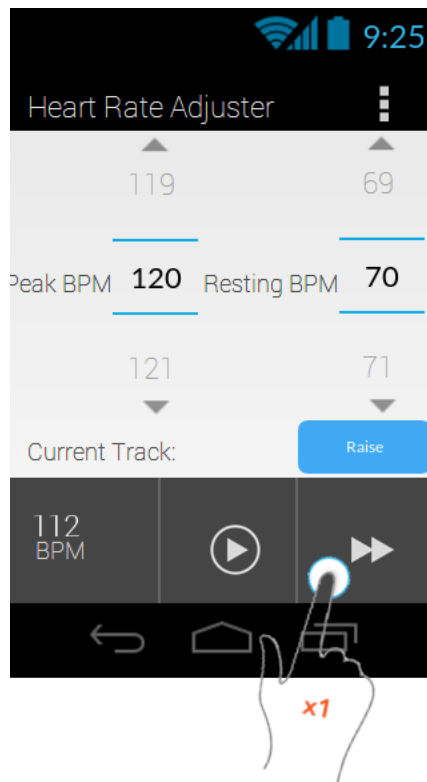 9:25
Heart Rate Adjuster
119 69
Peak BPM 120 Resting BPM 70
121 71
Current Track: Raise
112
BPM
x1